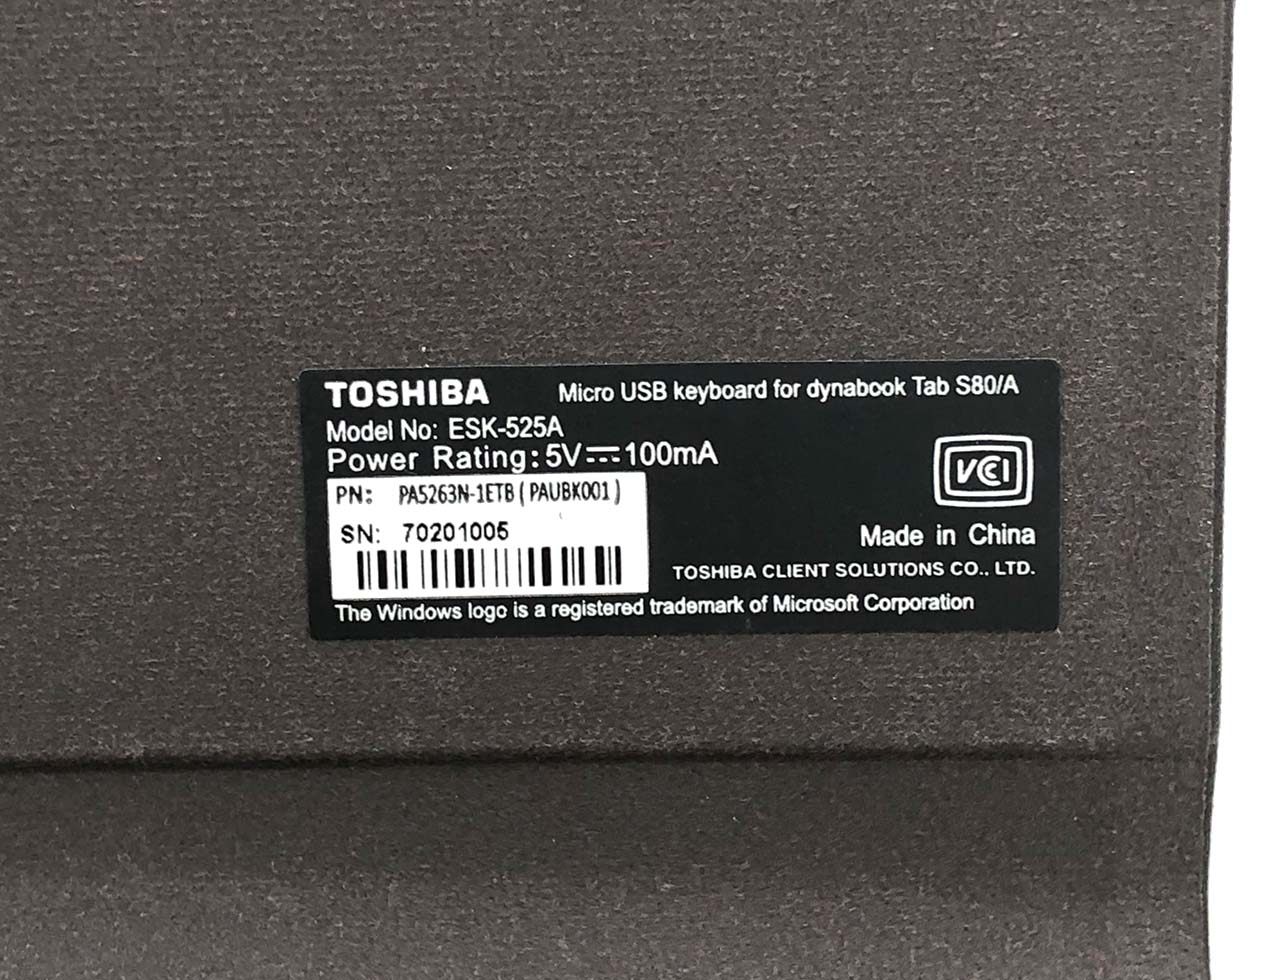 TOSHIBA Micro USB keyboard for dynabook Tab S80/A
Model No: ESK-525A
Power Rating: 5V⎓100mA
PN: PA5263N-1ETB (PAUBK001)
SN: 70201005
VCCI
Made in China
TOSHIBA CLIENT SOLUTIONS CO., LTD.
The Windows logo is a registered trademark of Microsoft Corporation